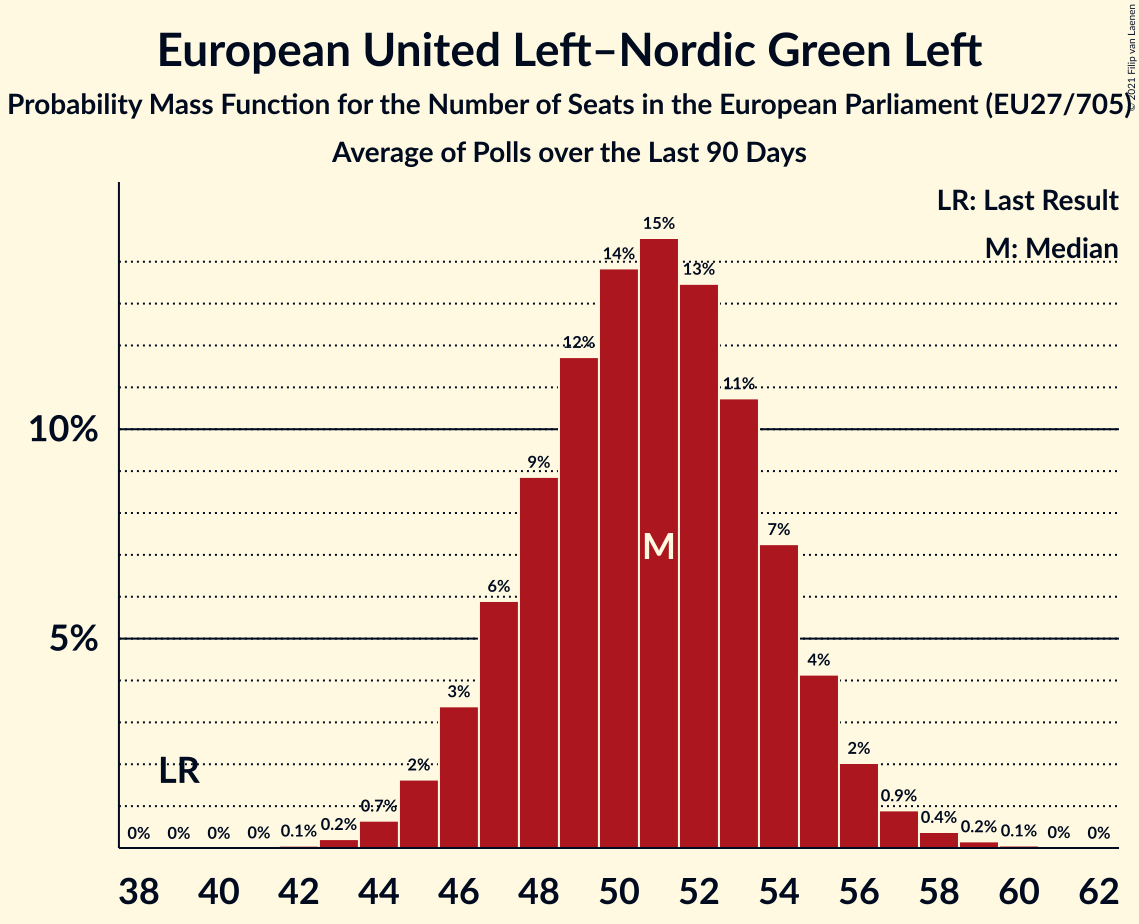 European United Left–Nordic Green Left
Probability Mass Function for the Number of Seats in the European Parliament (EU27/705)
Average of Polls over the Last 90 Days
© 2021 Filip van Laenen
LR: Last Result
M: Median
10%
5%
LR
M
0% 0% 0% 0% 0.1% 0.2% 0.7% 2% 3% 6% 9% 12% 14% 15% 13% 11% 7% 4% 2% 0.9% 0.4% 0.2% 0.1% 0% 0%
38 40 42 44 46 48 50 52 54 56 58 60 62